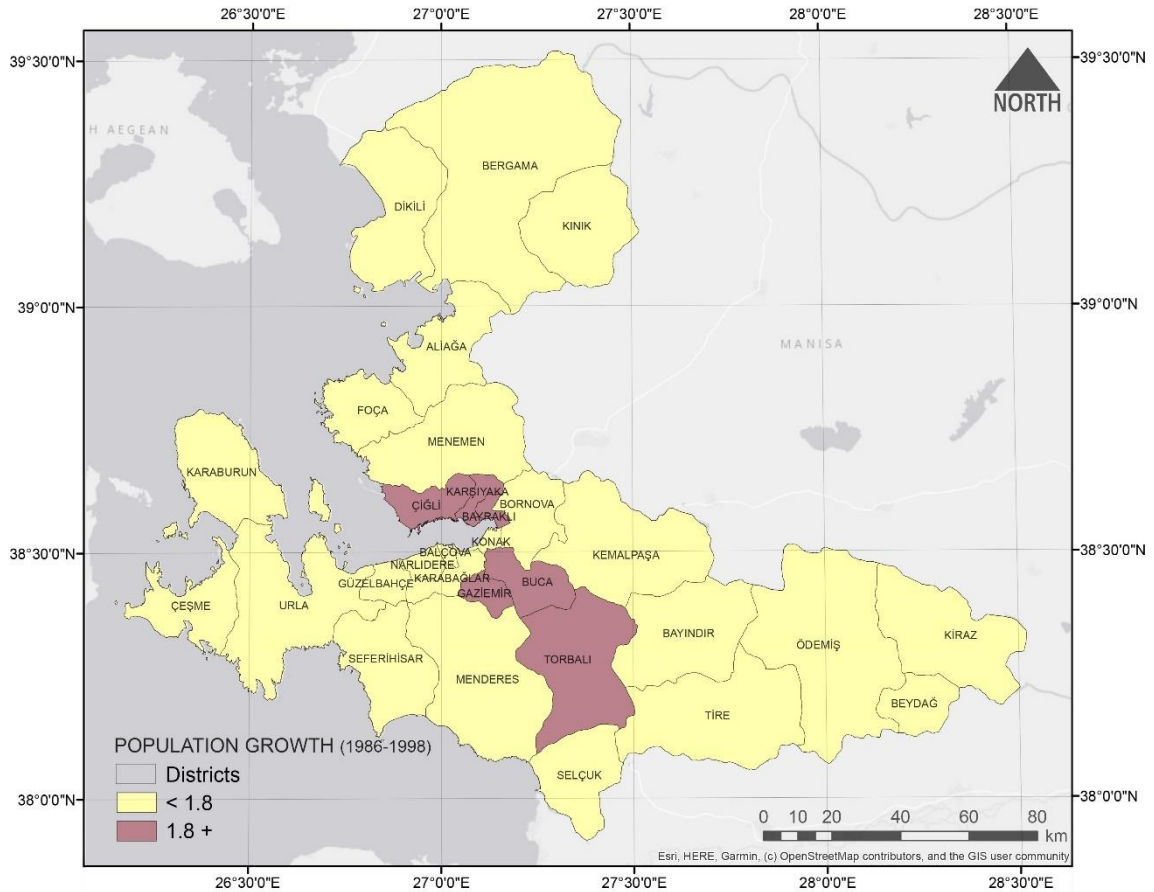 26°30'0"E 27°0'0"E 27°30'0"E 28°0'0"E 28°30'0"E
39°30'0"N 39°30'0"N
NORTH
H AEGEAN
BERGAMA
DİKİLİ
KINIK
39°0'0"N 39°0'0"N
ALİAĞA
MANISA
FOÇA
MENEMEN
KARABURUN
KARŞIYAKA
ÇİĞLİ
BORNOVA
BAYRAKLI
KONAK
38°30'0"N 38°30'0"N
BALÇOVA
KEMALPAŞA
NARLIDERE
KARABAĞLAR
GÜZELBAHÇE
BUCA
GAZİEMİR
ÇEŞME
URLA
BAYINDIR
KİRAZ
ÖDEMİŞ
SEFERİHİSAR
TORBALI
MENDERES
BEYDAĞ
TİRE
POPULATION GROWTH (1986-1998)
Districts
< 1.8
1.8 +
SELÇUK
38°0'0"N 38°0'0"N
0 10 20 40 60 80
km
Esri, HERE, Garmin, (c) OpenStreetMap contributors, and the GIS user community
26°30'0"E 27°0'0"E 27°30'0"E 28°0'0"E 28°30'0"E